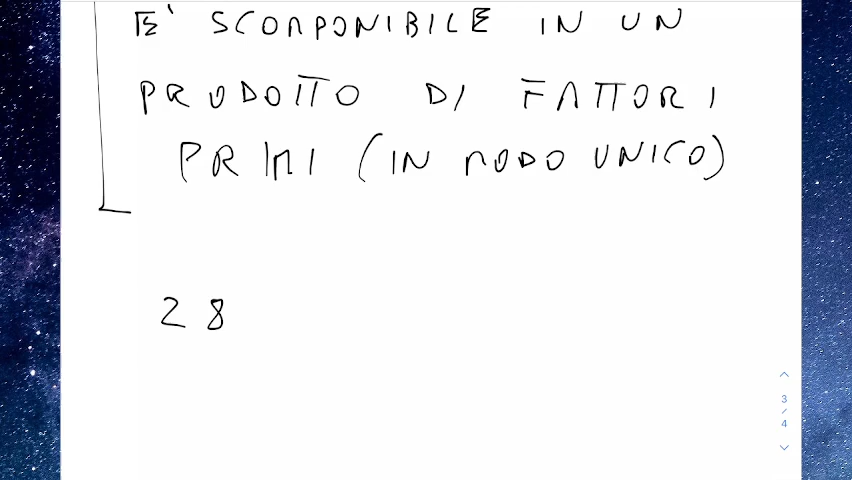 E' SCOMPONIBILE IN UN
PRODOTTO DI FATTORI
PRIMI (IN MODO UNICO)
28
3
/
4